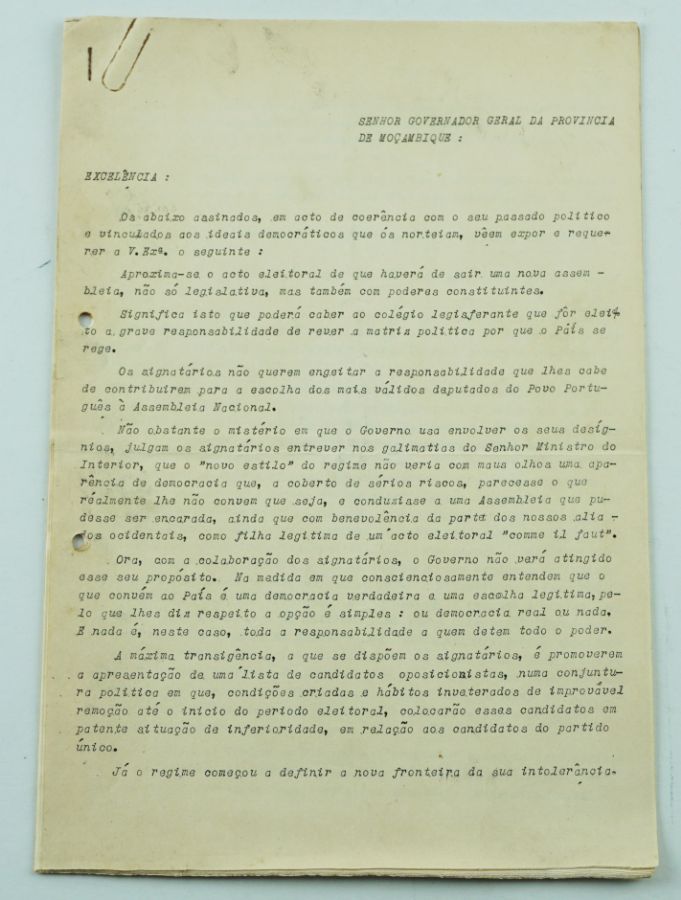 SENHOR GOVERNADOR GERAL DA PROVINCIA
DE MOÇAMBIQUE :
EXCELÊNCIA :
Os abaixo assinados, em acto de coerência com o seu passado politico
e vinculados aos ideais democráticos que ós norteiam, vêem expor e reque-
rer a V.Exª. o seguinte :
Aproxima-se o acto eleitoral de que haverá de sair uma nova assem -
bleia, não só legislativa, mas também com poderes constituintes.
Significa isto que poderá caber ao colégio legisferante que fôr elei-
to a grave responsabilidade de rever a matriz politica por que o País se
rege.
Os signatários não querem engeitar a responsabilidade que lhes cabe
de contribuirem para a escolha dos mais válidos deputados do Povo Portu-
guês à Assembleia Nacional.
Não obstante o mistério em que o Governo usa envolver os seus desíg-
nios, julgam os signatários entrever nos galimatias do Senhor Ministro do
Interior, que o "novo estilo" do regime não veria com maus olhos uma apa-
rência de democracia que, a coberto de sérios riscos, parecesse o que
réalmente lhe não convem que seja, e conduzisse a uma Assembleia que pu-
desse ser encarada, ainda que com benevolência da parte dos nossos alia -
dos ocidentais, como filha legitima de um acto eleitoral "comme il faut".
Ora, com a colaboração dos signatários, o Governo não verá atingido
esse seu propósito. Na medida em que conscienciosamente entendem que o
que convém ao País é uma democracia verdadeira e uma escolha legitima, pe-
lo que lhes diz respeito a opção é simples : ou democracia real ou nada.
E nada é, neste caso, toda a responsabilidade a quem detem todo o poder.
A máxima transigência, a que se dispõem os signatários, é promoverem
a apresentação de uma lista de candidatos oposicionistas, numa conjuntu-
ra politica em que, condições criadas e hábitos inveterados de improvável
remoção até o inicio do periodo eleitoral, colocarão esses candidatos em
patente situação de inferioridade, em relação aos candidatos do partido
único.
Já o regime começou a definir a nova fronteira da sua intolerância.